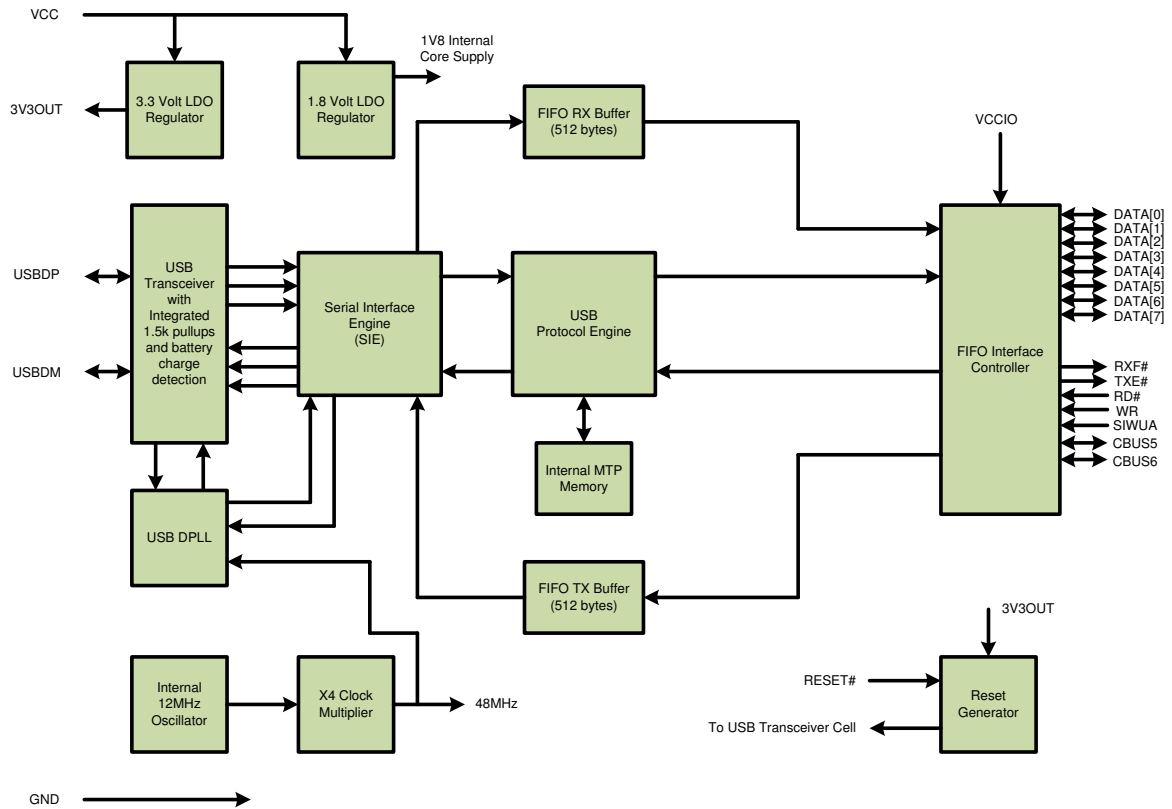 VCC
3.3 Volt LDO
Regulator
1.8 Volt LDO
Regulator
1V8 Internal
Core Supply
3V3OUT
FIFO RX Buffer
(512 bytes)
VCCIO
USB
Transceiver
with
Integrated
1.5k pullups
and battery
charge
detection
USBDP
USBDM
Serial Interface
Engine
(SIE)
USB
Protocol Engine
FIFO Interface
Controller
DATA[0]
DATA[1]
DATA[2]
DATA[3]
DATA[4]
DATA[5]
DATA[6]
DATA[7]
RXF#
TXE#
RD#
WR
SIWUA
CBUS5
CBUS6
Internal MTP
Memory
USB DPLL
FIFO TX Buffer
(512 bytes)
3V3OUT
Internal
12MHz
Oscillator
X4 Clock
Multiplier
48MHz
RESET#
Reset
Generator
To USB Transceiver Cell
GND